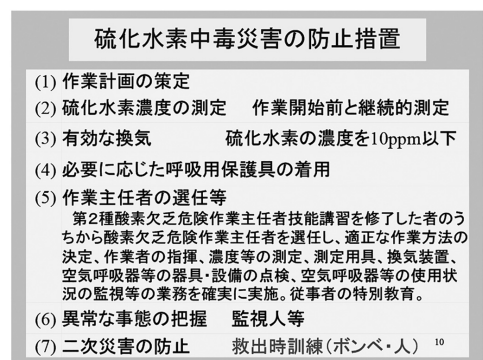 硫化水素中毒災害の防止措置
(1) 作業計画の策定
(2) 硫化水素濃度の測定　作業開始前と継続的測定
(3) 有効な換気　硫化水素の濃度を10ppm以下
(4) 必要に応じた呼吸用保護具の着用
(5) 作業主任者の選任等
第２種酸素欠乏危険作業主任者技能講習を修了した者のう
ちから酸素欠乏危険作業主任者を選任し、適正な作業方法の
決定、作業者の指揮、濃度等の測定、測定用具、換気装置、
空気呼吸器等の器具・設備の点検、空気呼吸器等の使用状
況の監視等の業務を確実に実施。従事者の特別教育。
(6) 異常な事態の把握　監視人等
(7) 二次災害の防止　救出時訓練（ボンベ・人）　10